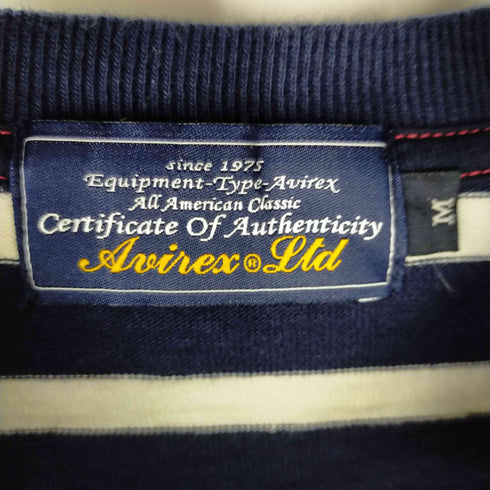 since 1975
Equipment-Type-Avirex
All American Classic
Certificate Of Authenticity
Avirex® Ltd
M